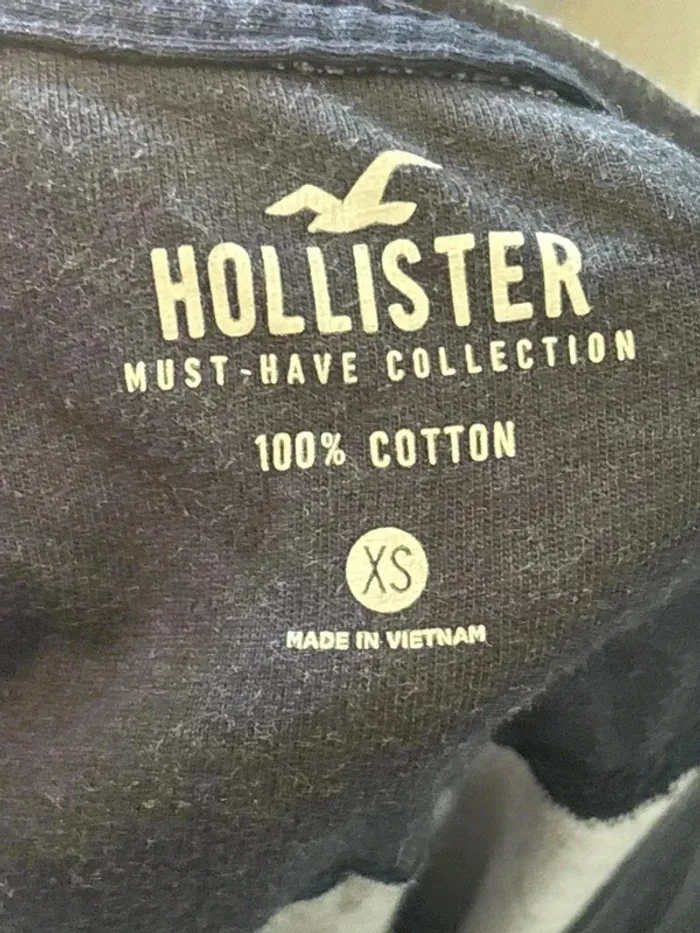 HOLLISTER
MUST-HAVE COLLECTION
100% COTTON
XS
MADE IN VIETNAM